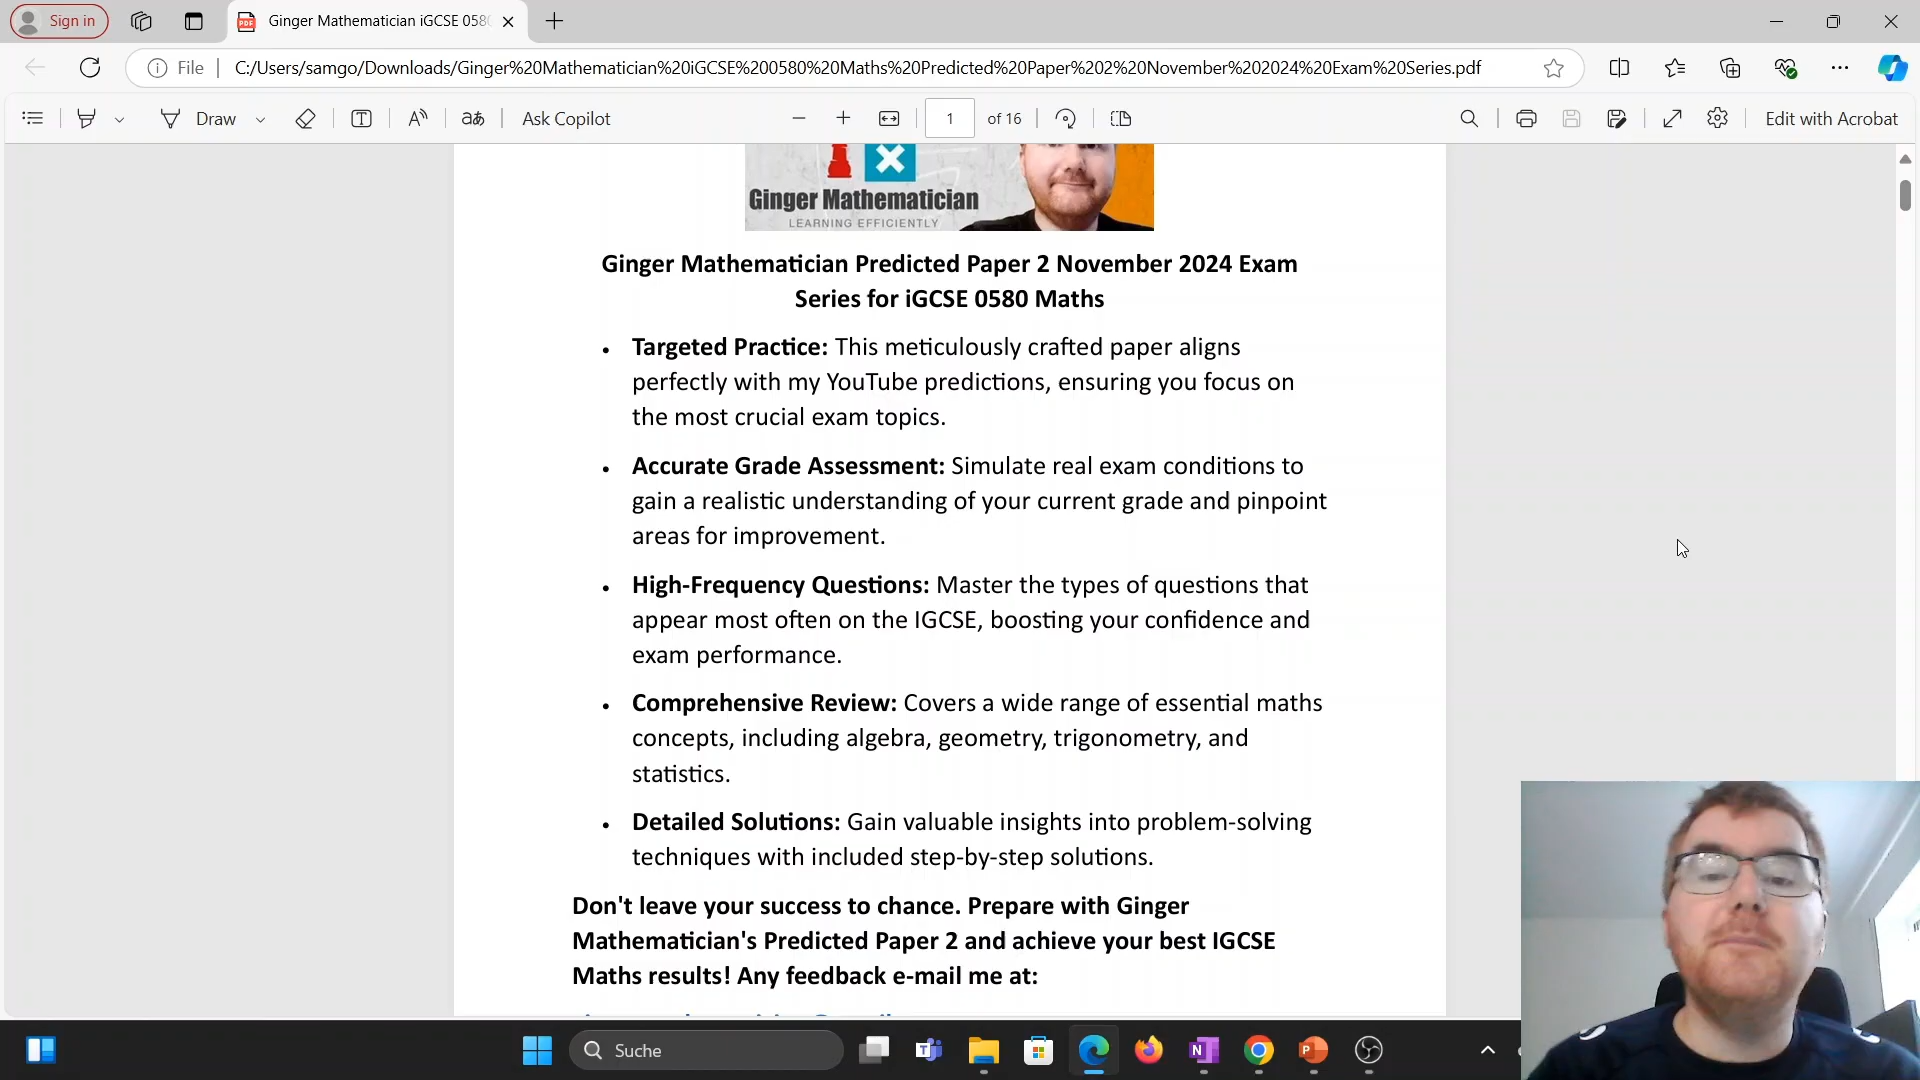 Sign in
Ginger Mathematician iGCSE 058
File
C:/Users/samgo/Downloads/Ginger%20Mathematician%20iGCSE%200580%20Maths%20Predicted%20Paper%202%20November%202024%20Exam%20Series.pdf
Draw
Ask Copilot
1 of 16
Edit with Acrobat
Ginger Mathematician
LEARNING EFFICIENTLY
Ginger Mathematician Predicted Paper 2 November 2024 Exam
Series for iGCSE 0580 Maths
• Targeted Practice: This meticulously crafted paper aligns
perfectly with my YouTube predictions, ensuring you focus on
the most crucial exam topics.
• Accurate Grade Assessment: Simulate real exam conditions to
gain a realistic understanding of your current grade and pinpoint
areas for improvement.
• High-Frequency Questions: Master the types of questions that
appear most often on the IGCSE, boosting your confidence and
exam performance.
• Comprehensive Review: Covers a wide range of essential maths
concepts, including algebra, geometry, trigonometry, and
statistics.
• Detailed Solutions: Gain valuable insights into problem-solving
techniques with included step-by-step solutions.
Don't leave your success to chance. Prepare with Ginger
Mathematician's Predicted Paper 2 and achieve your best IGCSE
Maths results! Any feedback e-mail me at:
Suche